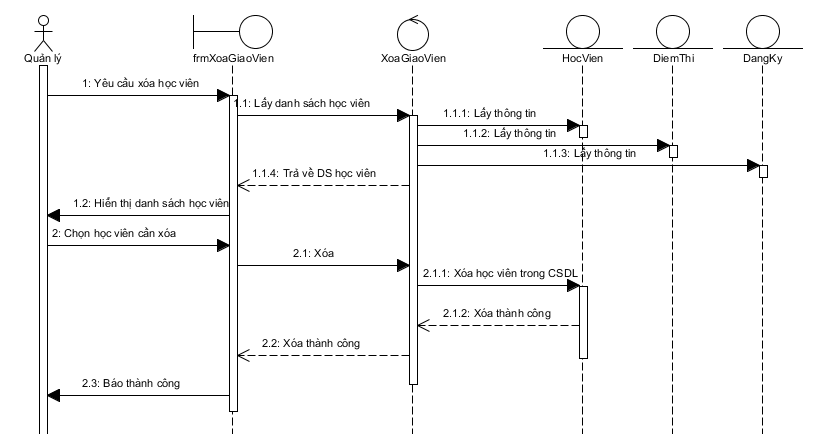 Quản lý
frmXoaGiaoVien
XoaGiaoVien
HocVien
DiemThi
DangKy
1: Yêu cầu xóa học viên
1.1: Lấy danh sách học viên
1.1.1: Lấy thông tin
1.1.2: Lấy thông tin
1.1.3: Lấy thông tin
1.1.4: Trả về DS học viên
1.2: Hiển thị danh sách học viên
2: Chọn học viên cần xóa
2.1: Xóa
2.1.1: Xóa học viên trong CSDL
2.1.2: Xóa thành công
2.2: Xóa thành công
2.3: Báo thành công